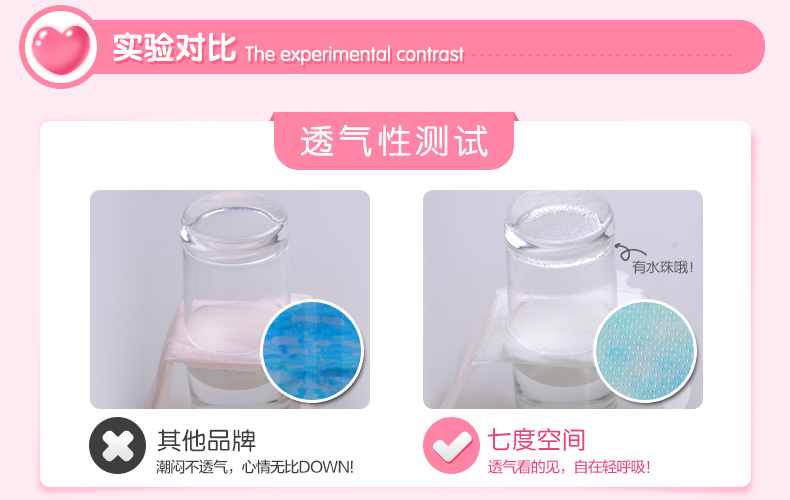 实验对比 The experimental contrast
透气性测试
有水珠哦!
其他品牌
潮闷不透气，心情无比DOWN!
七度空间
透气看的见，自在轻呼吸!